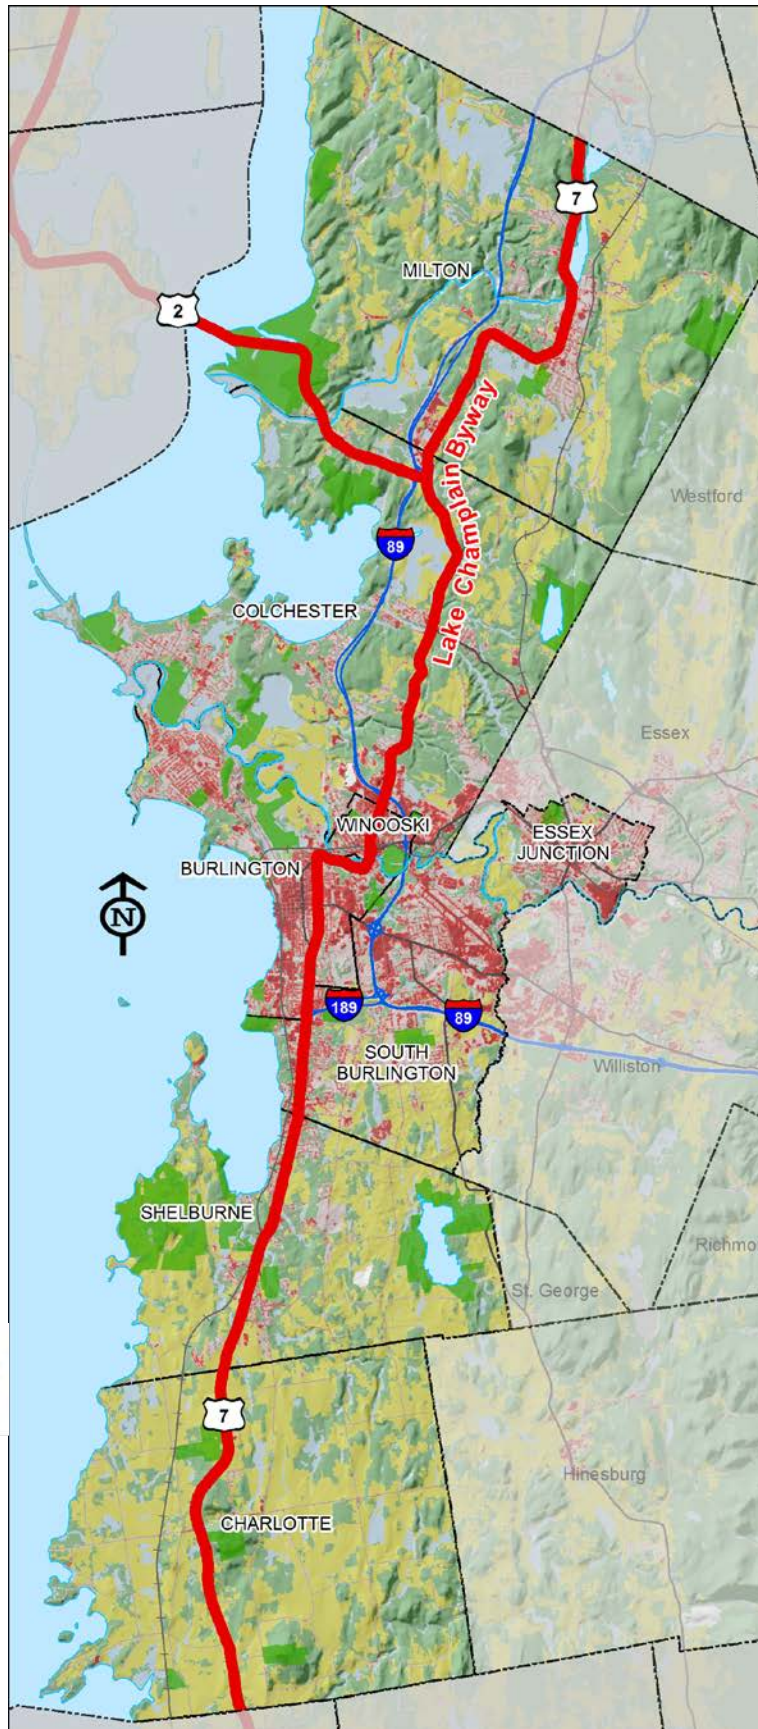 7
MILTON
2
Lake Champlain Byway
Westford
89
COLCHESTER
Essex
WINOOSKI
ESSEX
JUNCTION
BURLINGTON
N
189
89
SOUTH
BURLINGTON
Williston
SHELBURNE
Richmo
St. George
7
Hinesburg
CHARLOTTE